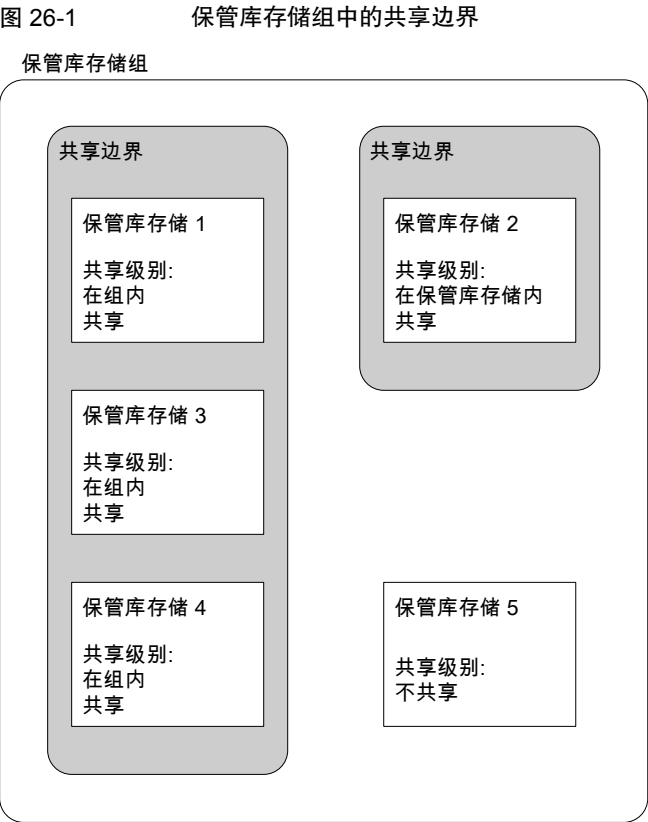 图 26-1 保管库存储组中的共享边界
保管库存储组
共享边界
保管库存储 1
共享级别:
在组内
共享
保管库存储 3
共享级别:
在组内
共享
保管库存储 4
共享级别:
在组内
共享
共享边界
保管库存储 2
共享级别:
在保管库存储内
共享
保管库存储 5
共享级别:
不共享